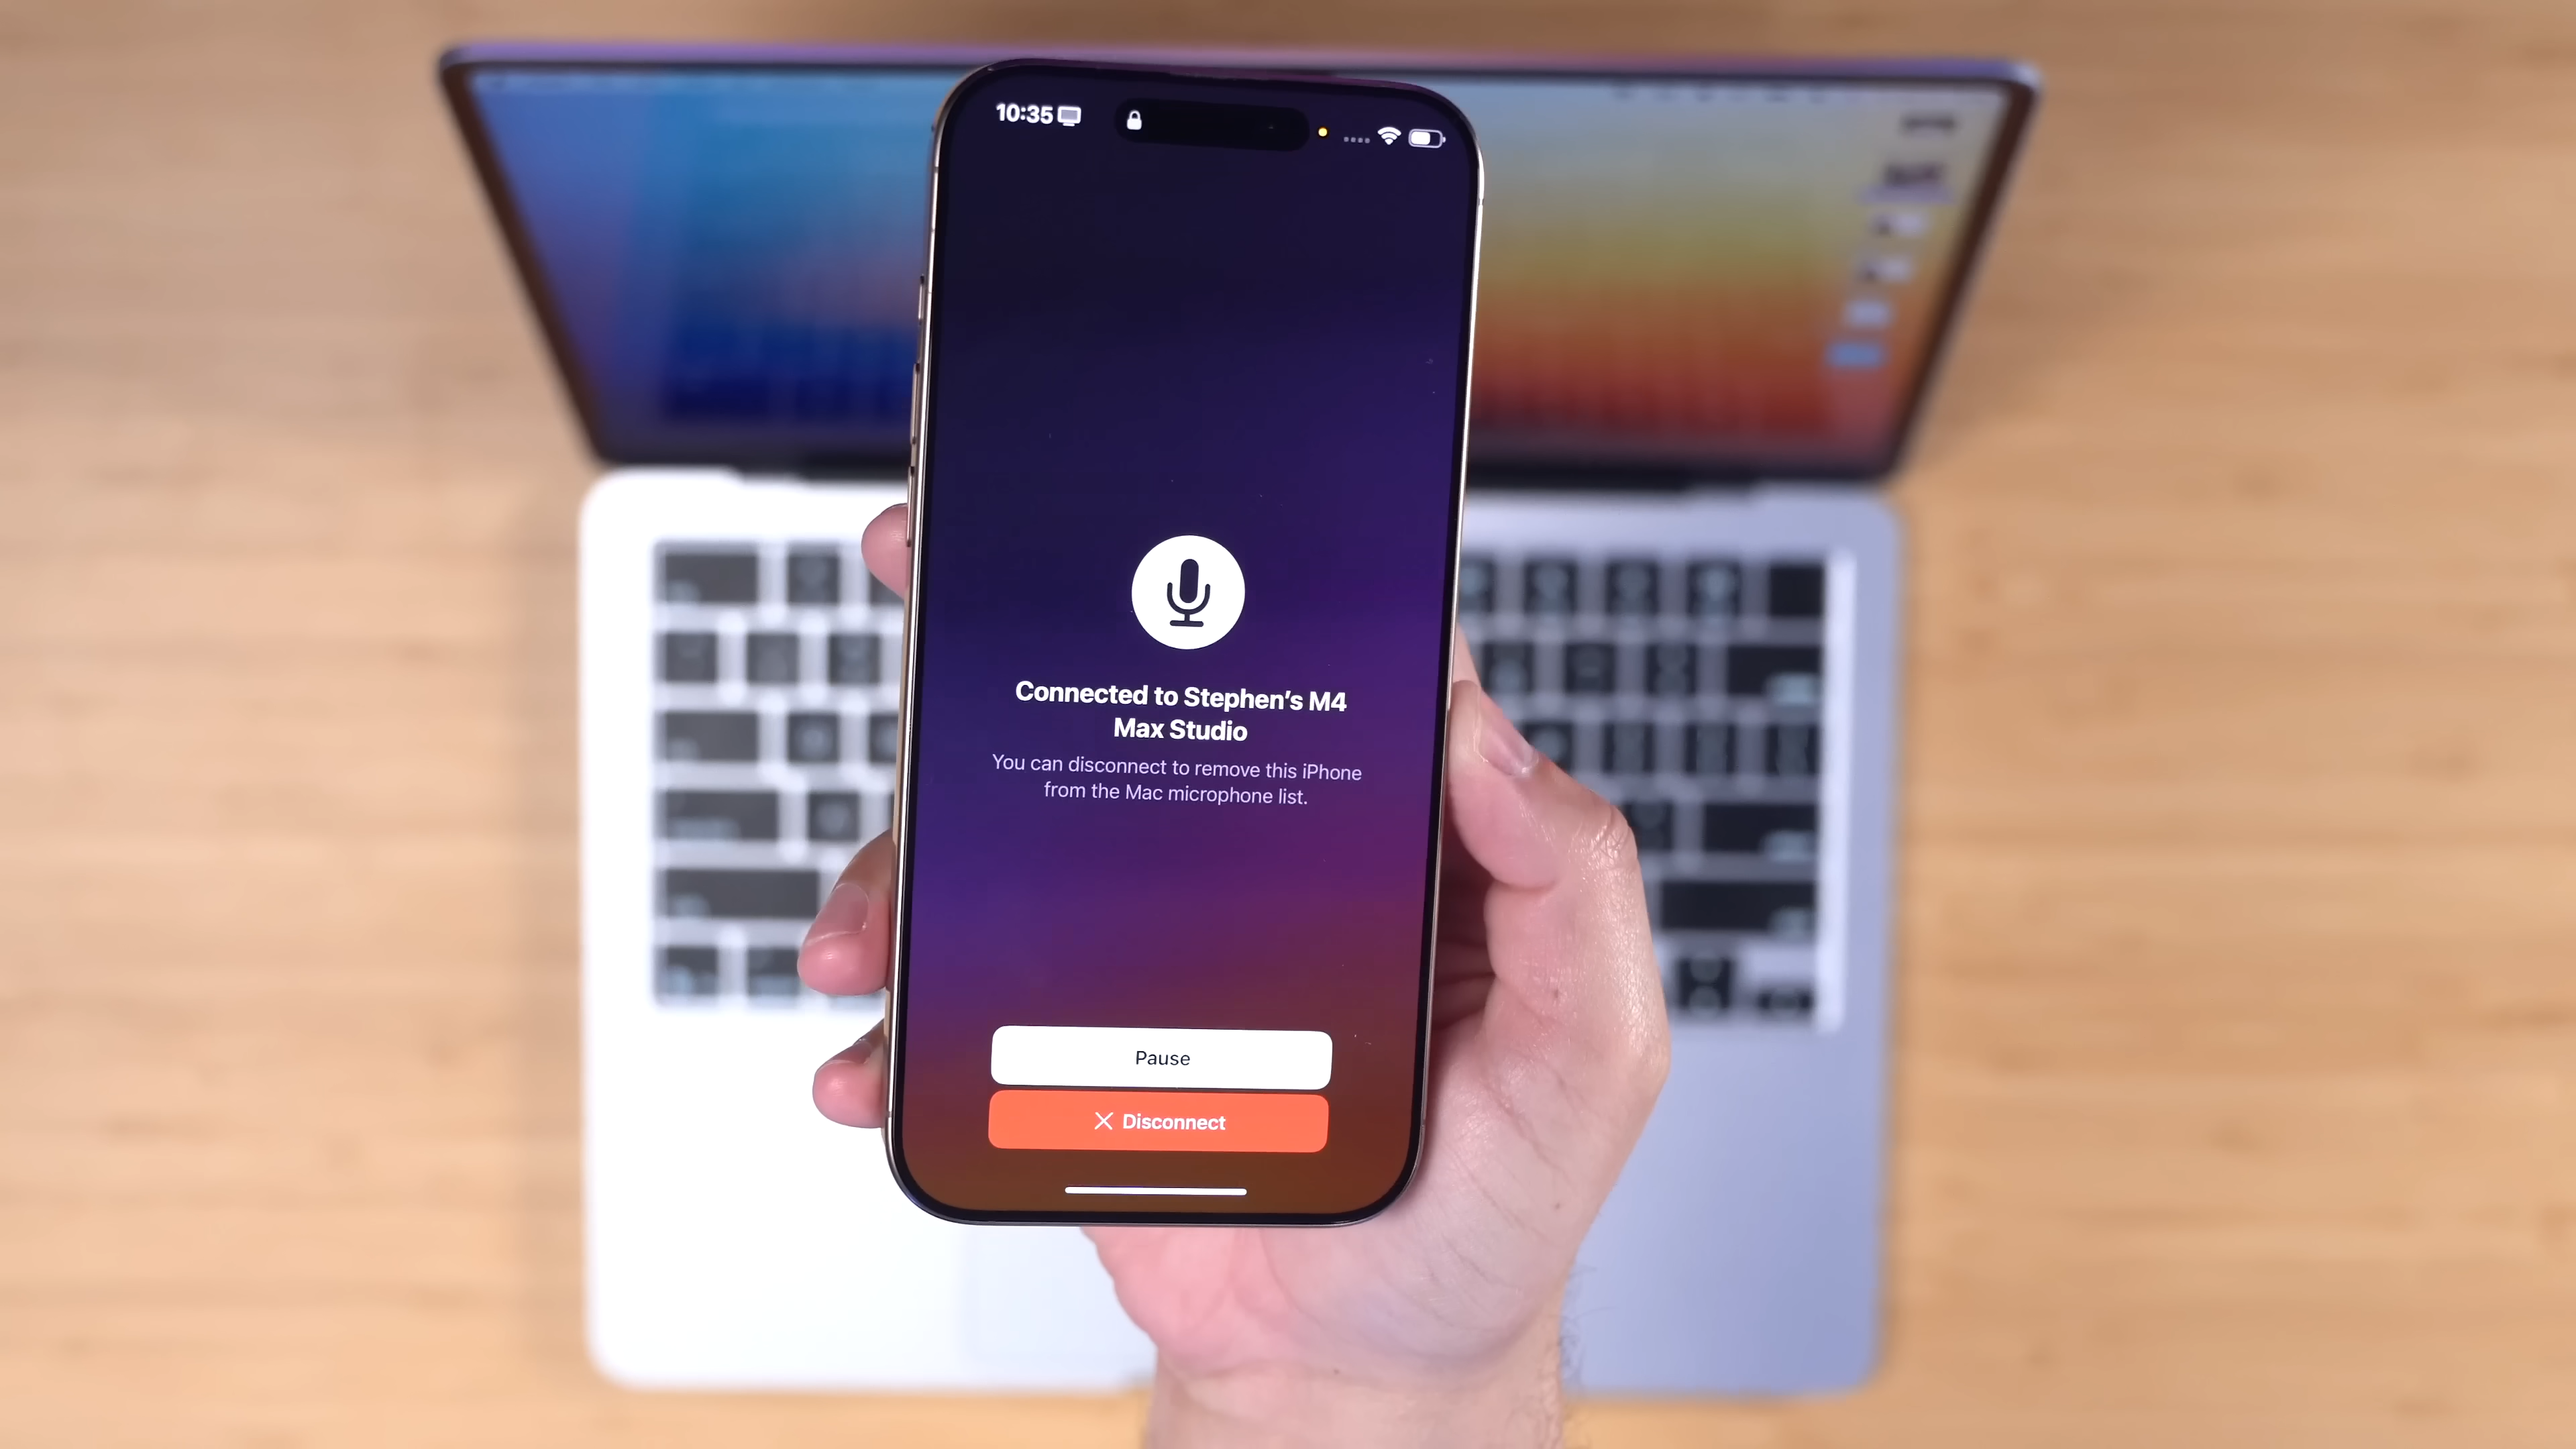 10:35
Connected to Stephen’s M4
Max Studio
You can disconnect to remove this iPhone
from the Mac microphone list.
Pause
Disconnect